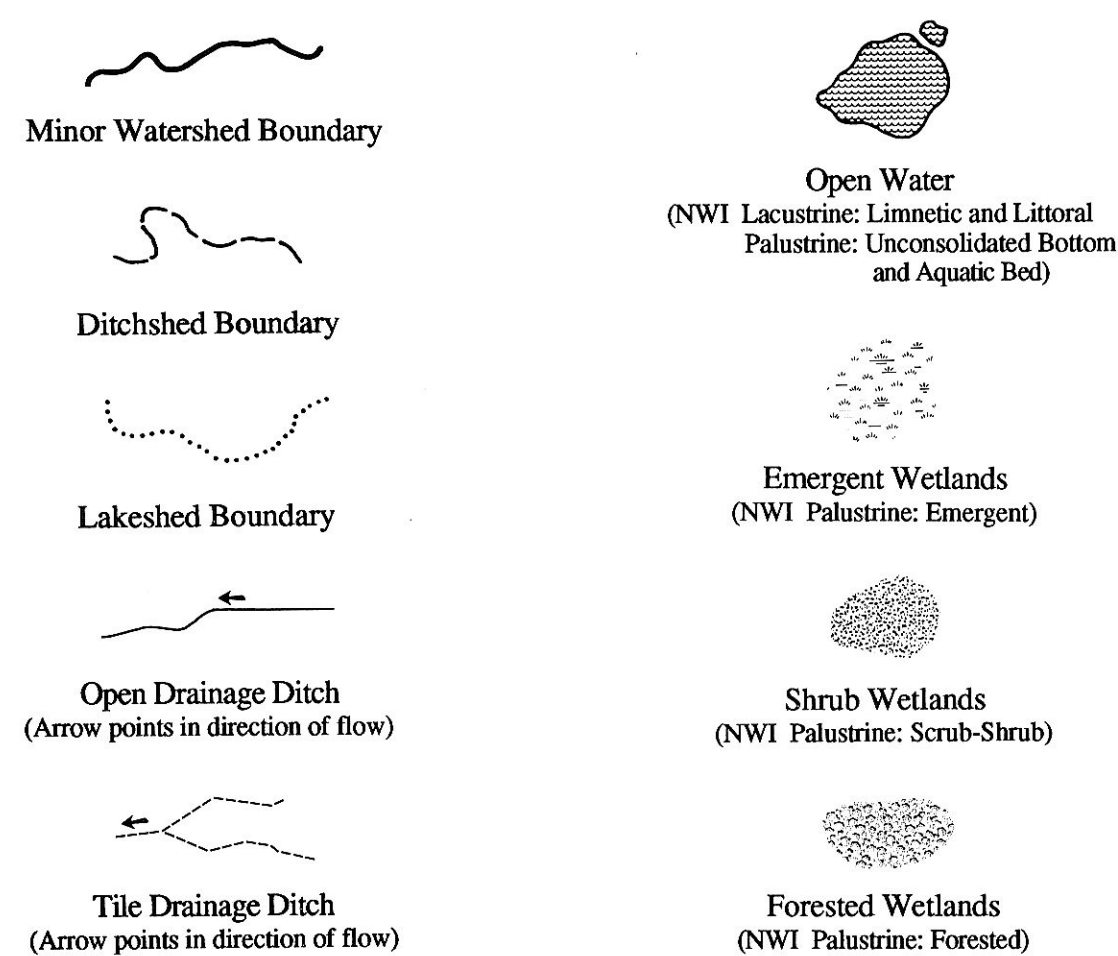 Minor Watershed Boundary
Ditchshed Boundary
Lakeshed Boundary
Open Drainage Ditch
(Arrow points in direction of flow)
Tile Drainage Ditch
(Arrow points in direction of flow)
Open Water
(NWI Lacustrine: Limnetic and Littoral
Palustrine: Unconsolidated Bottom
and Aquatic Bed)
Emergent Wetlands
(NWI Palustrine: Emergent)
Shrub Wetlands
(NWI Palustrine: Scrub-Shrub)
Forested Wetlands
(NWI Palustrine: Forested)